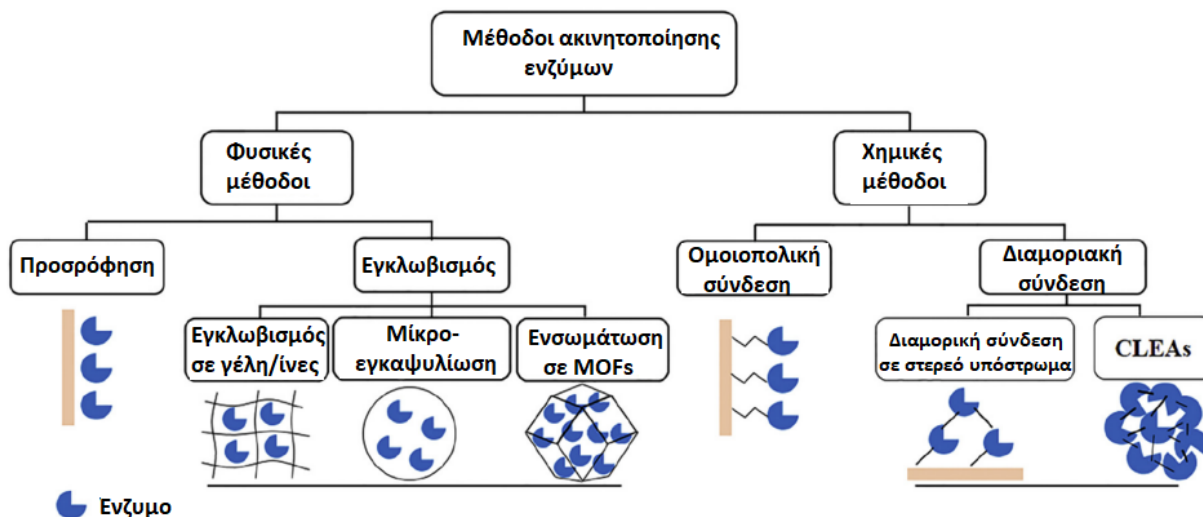 Μέθοδοι ακινητοποίησης
ενζύμων
Φυσικές
μέθοδοι
Χημικές
μέθοδοι
Προσρόφηση
Εγκλωβισμός
Ομοιοπολική
σύνδεση
Διαμοριακή
σύνδεση
Εγκλωβισμός
σε γέλη/ίνες
Μίκρο-
εγκαψυλίωση
Ενσωμάτωση
σε MOFs
Διαμορική σύνδεση
σε στερεό υπόστρωμα
CLEAs
Ένζυμο